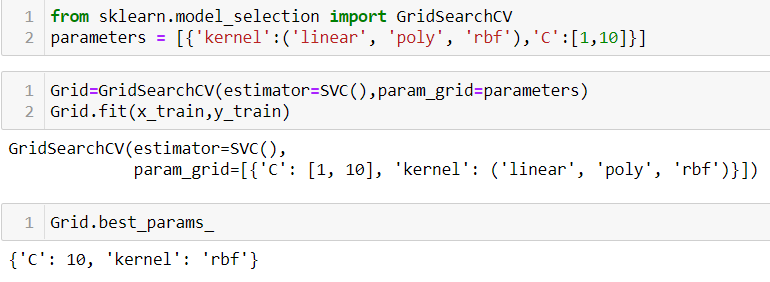 1 from sklearn.model_selection import GridSearchCV
2 parameters = [{'kernel':('linear', 'poly', 'rbf'),'C':[1,10]}]
1 Grid=GridSearchCV(estimator=SVC(),param_grid=parameters)
2 Grid.fit(x_train,y_train)
GridSearchCV(estimator=SVC(),
             param_grid=[{'C': [1, 10], 'kernel': ('linear', 'poly', 'rbf')}])
1 Grid.best_params_
{'C': 10, 'kernel': 'rbf'}